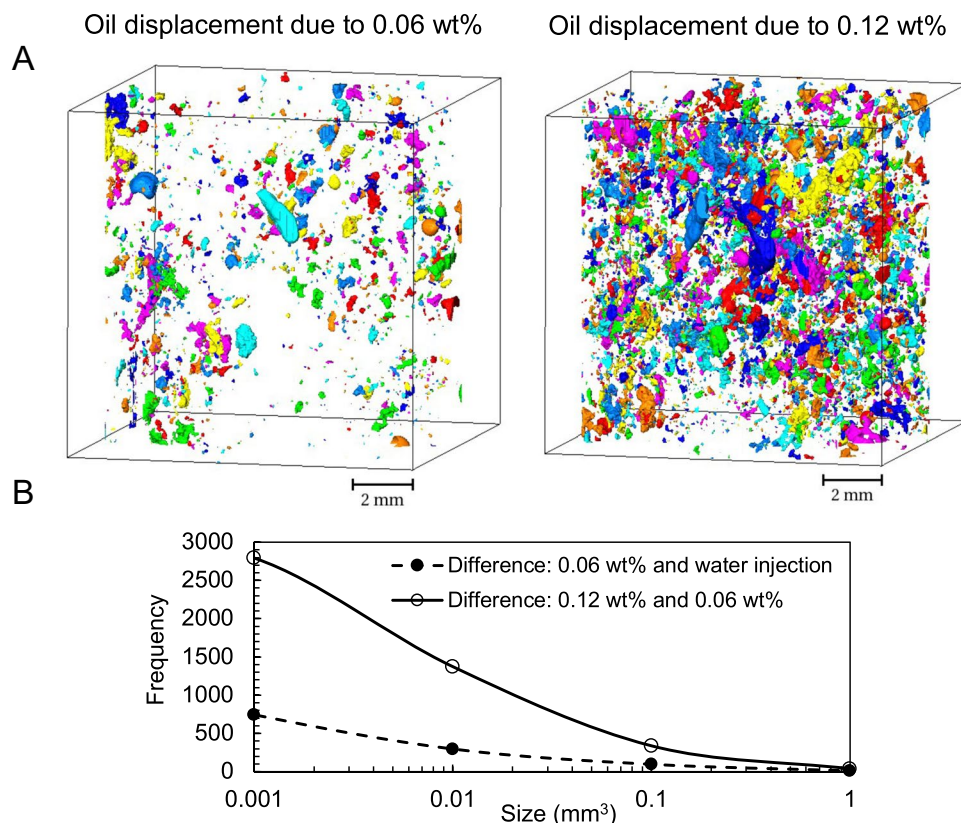 Oil displacement due to 0.06 wt%
Oil displacement due to 0.12 wt%
A
2 mm
2 mm
B
3000
2500
2000
1500
1000
500
0
Frequency
Difference: 0.06 wt% and water injection
Difference: 0.12 wt% and 0.06 wt%
0.001
0.01
0.1
1
Size (mm³)